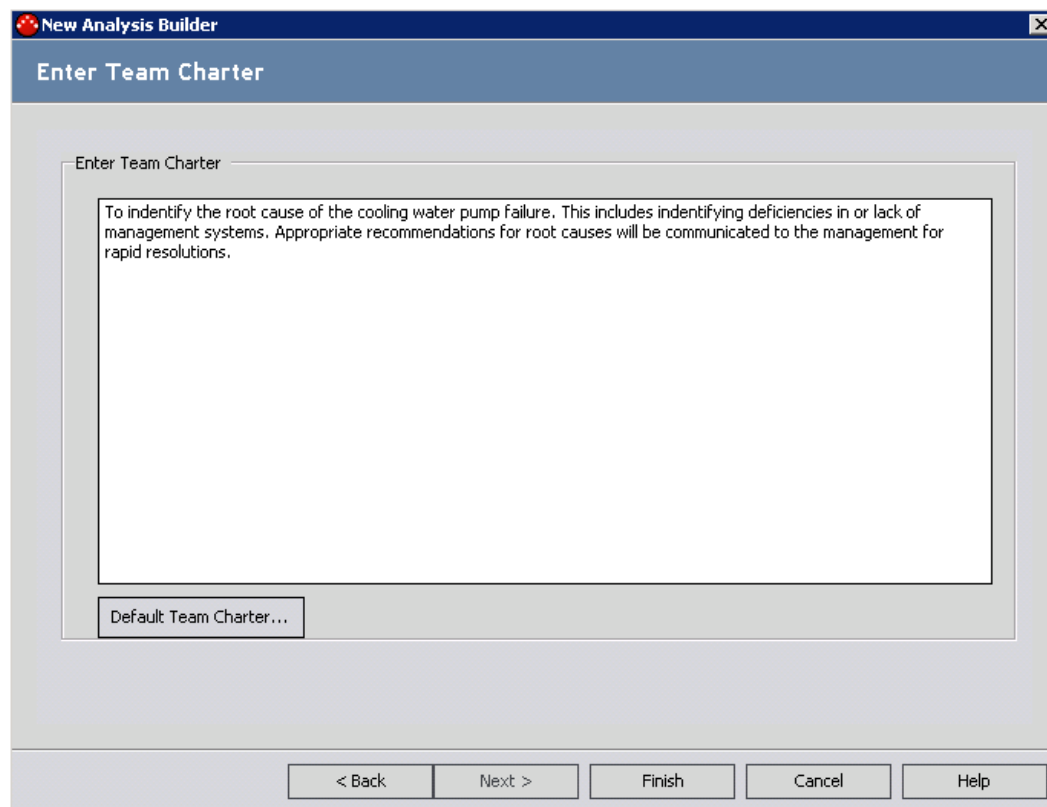 New Analysis Builder
Enter Team Charter
Enter Team Charter
To indentify the root cause of the cooling water pump failure. This includes indentifying deficiencies in or lack of
management systems. Appropriate recommendations for root causes will be communicated to the management for
rapid resolutions.
Default Team Charter...
< Back Next > Finish Cancel Help